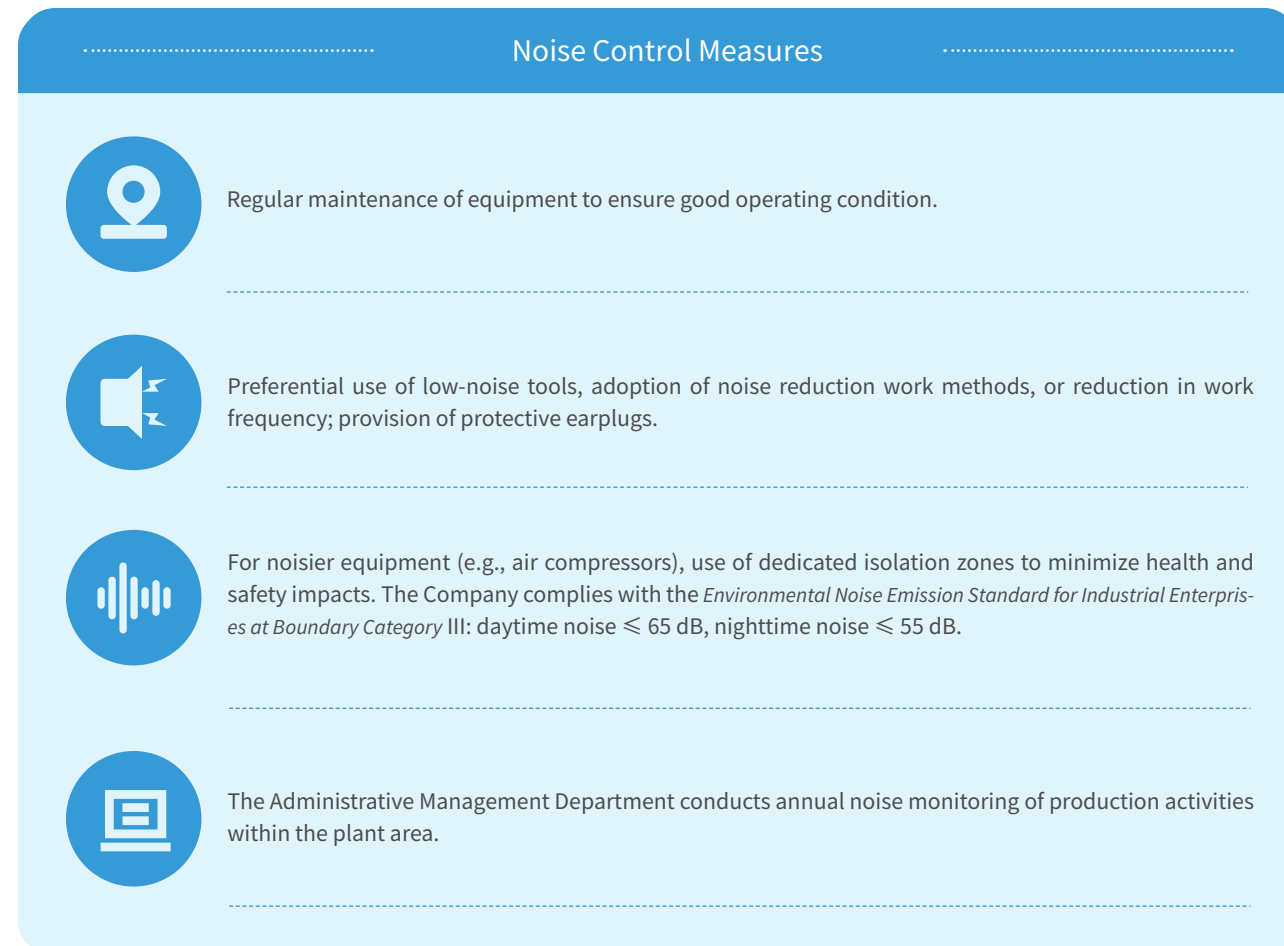 Noise Control Measures
Regular maintenance of equipment to ensure good operating condition.
Preferential use of low-noise tools, adoption of noise reduction work methods, or reduction in work
frequency; provision of protective earplugs.
For noisier equipment (e.g., air compressors), use of dedicated isolation zones to minimize health and
safety impacts. The Company complies with the Environmental Noise Emission Standard for Industrial Enterpris-
es at Boundary Category III: daytime noise ⩽ 65 dB, nighttime noise ⩽ 55 dB.
The Administrative Management Department conducts annual noise monitoring of production activities
within the plant area.